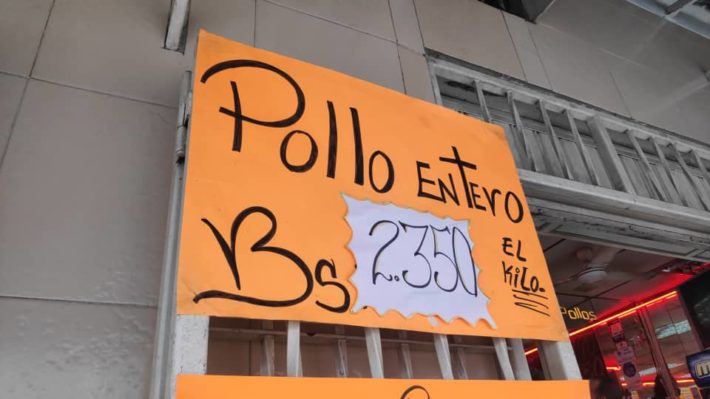 Pollo ENTERO
Bs 2.350 EL
KiLO.
Pollos